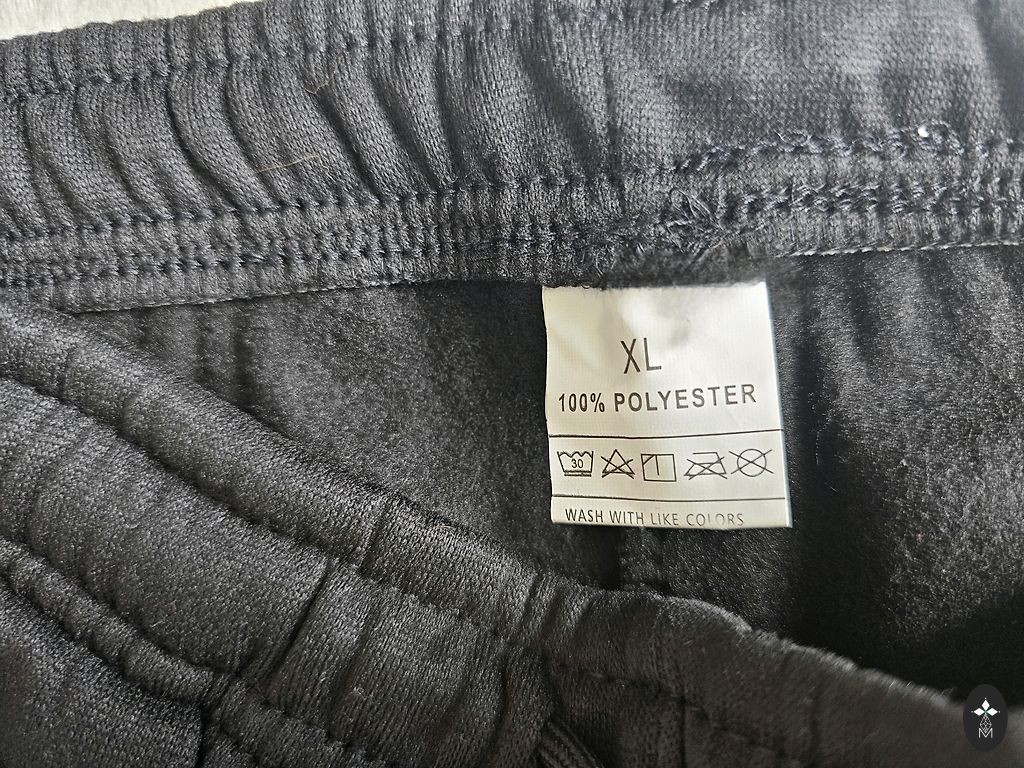 XL
100% POLYESTER
30
WASH WITH LIKE COLORS
M